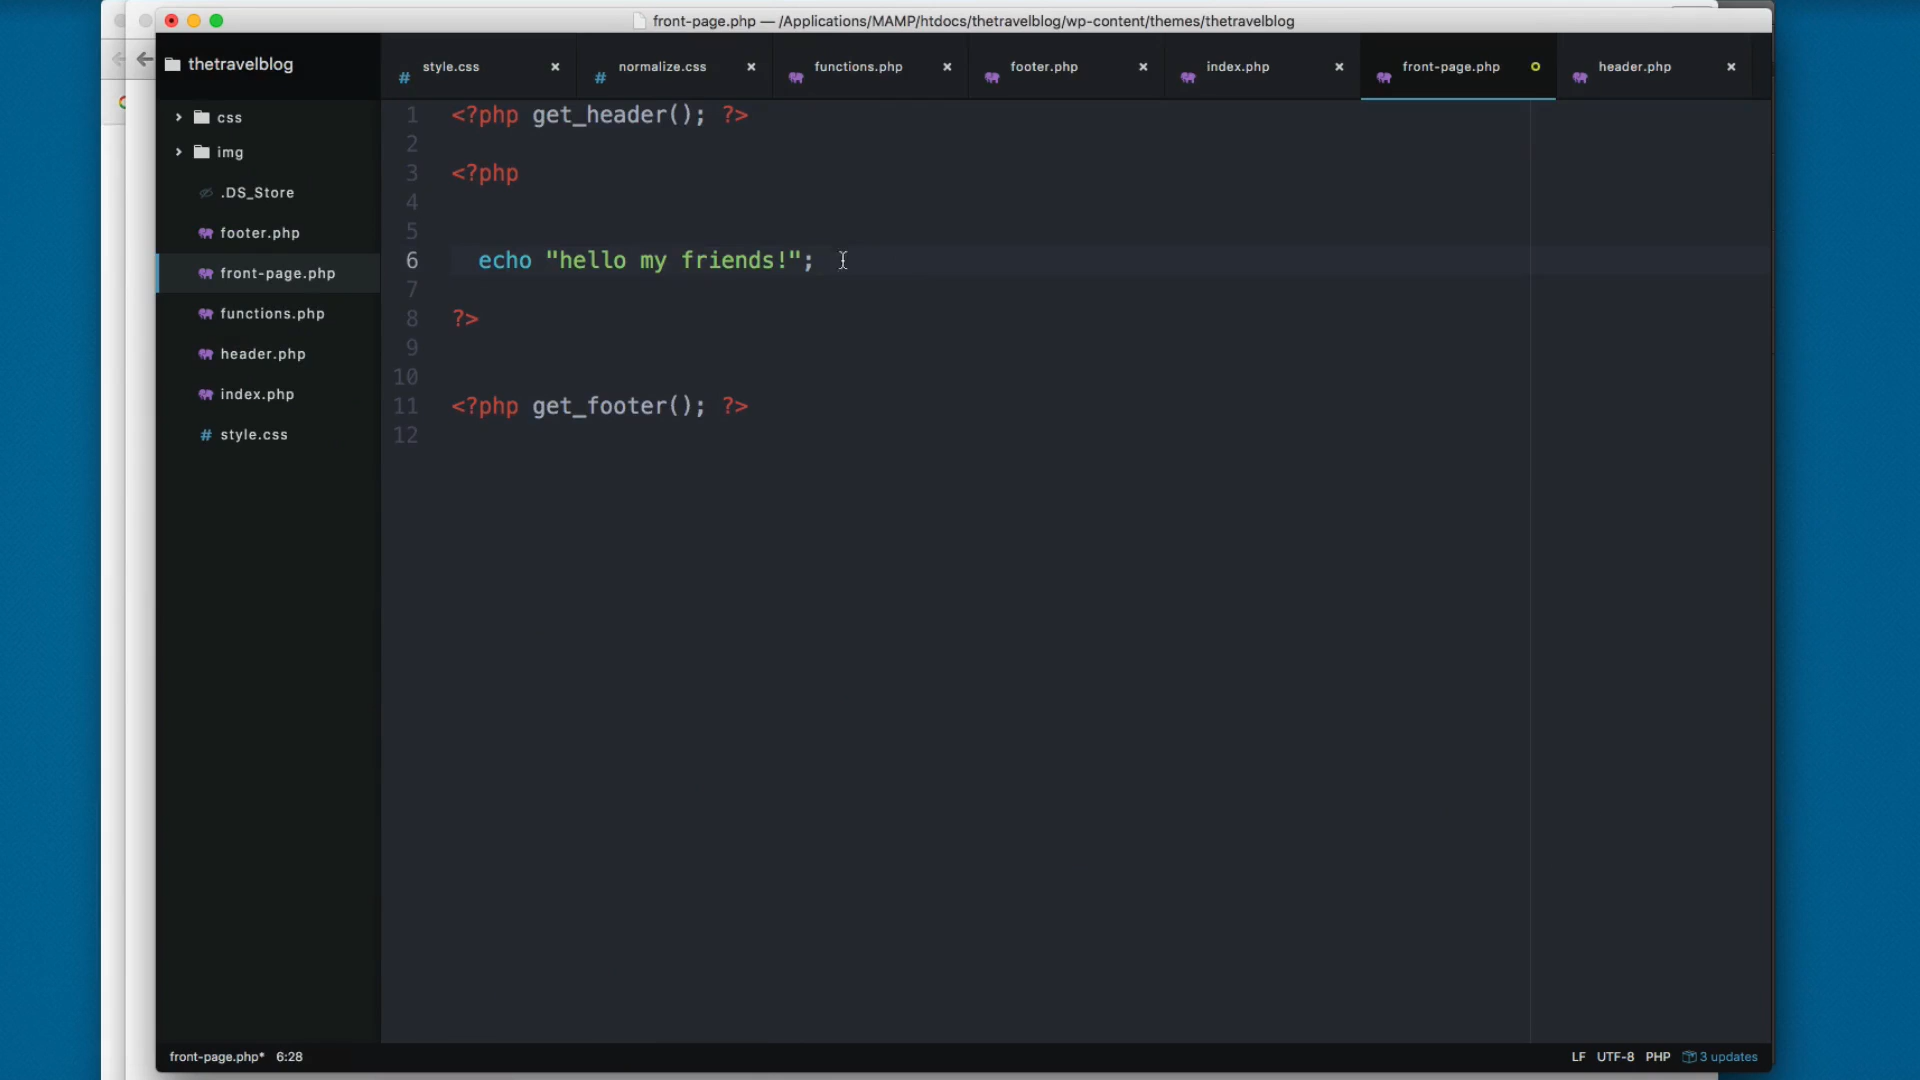 front-page.php — /Applications/MAMP/htdocs/thetravelblog/wp-content/themes/thetravelblog
thetravelblog
style.css
normalize.css
functions.php
footer.php
index.php
front-page.php
header.php
css
img
.DS_Store
footer.php
front-page.php
functions.php
header.php
index.php
style.css
1 <?php get_header(); ?>
2
3 <?php
4
5
6 echo "hello my friends!";
7
8 ?>
9
10
11 <?php get_footer(); ?>
12
front-page.php* 6:28
LF UTF-8 PHP 3 updates